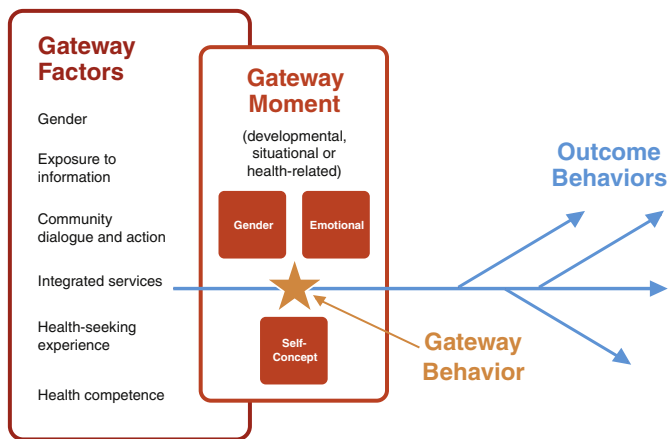 Gateway
Factors
Gender
Exposure to
information
Community
dialogue and action
Integrated services
Health-seeking
experience
Health competence
Gateway
Moment
(developmental,
situational or
health-related)
Gender
Emotional
Self-
Concept
Gateway
Behavior
Outcome
Behaviors